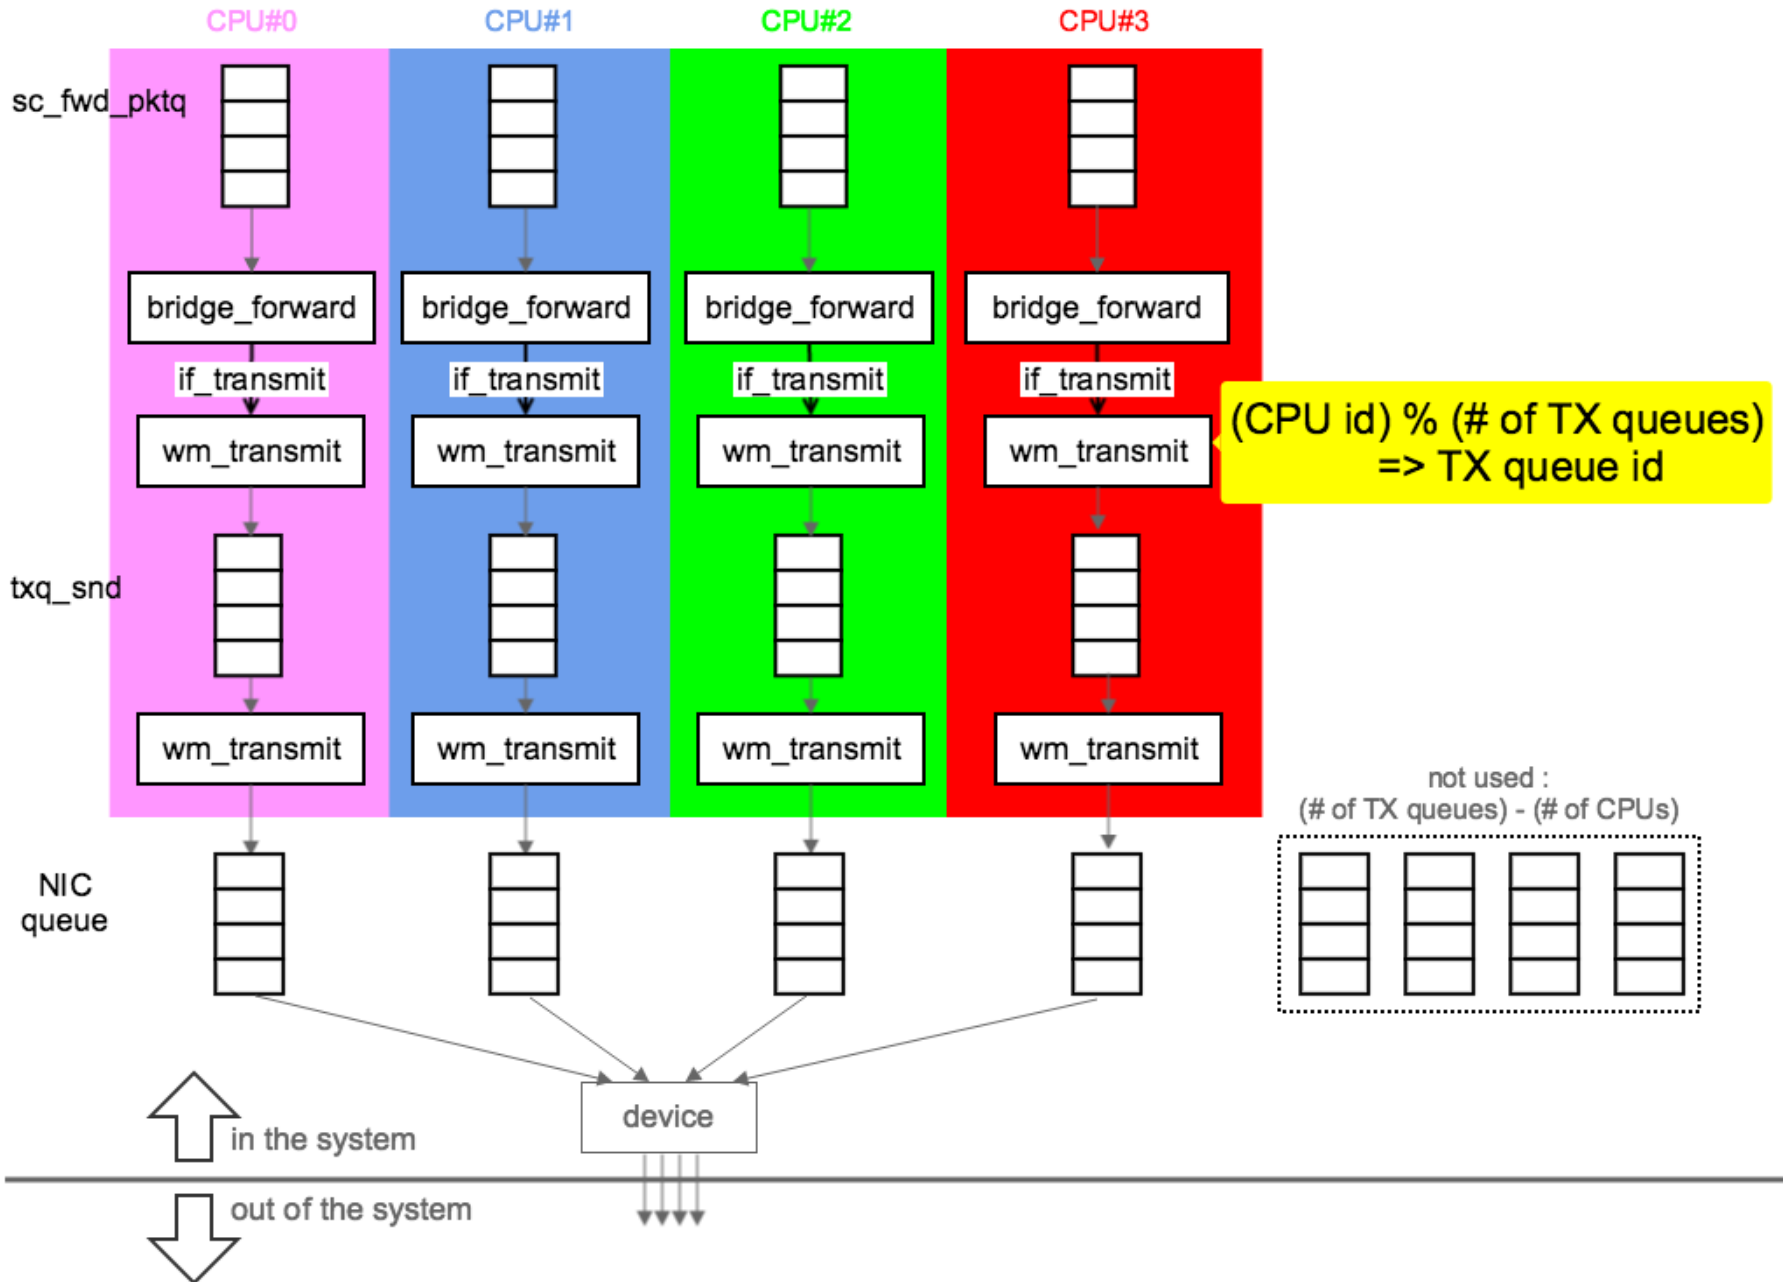 CPU#0 CPU#1 CPU#2 CPU#3
sc_fwd_pktq
bridge_forward bridge_forward bridge_forward bridge_forward
if_transmit if_transmit if_transmit if_transmit
(CPU id) % (# of TX queues)
=> TX queue id
wm_transmit wm_transmit wm_transmit wm_transmit
txq_snd
wm_transmit wm_transmit wm_transmit wm_transmit
not used :
(# of TX queues) - (# of CPUs)
NIC
queue
device
in the system
out of the system